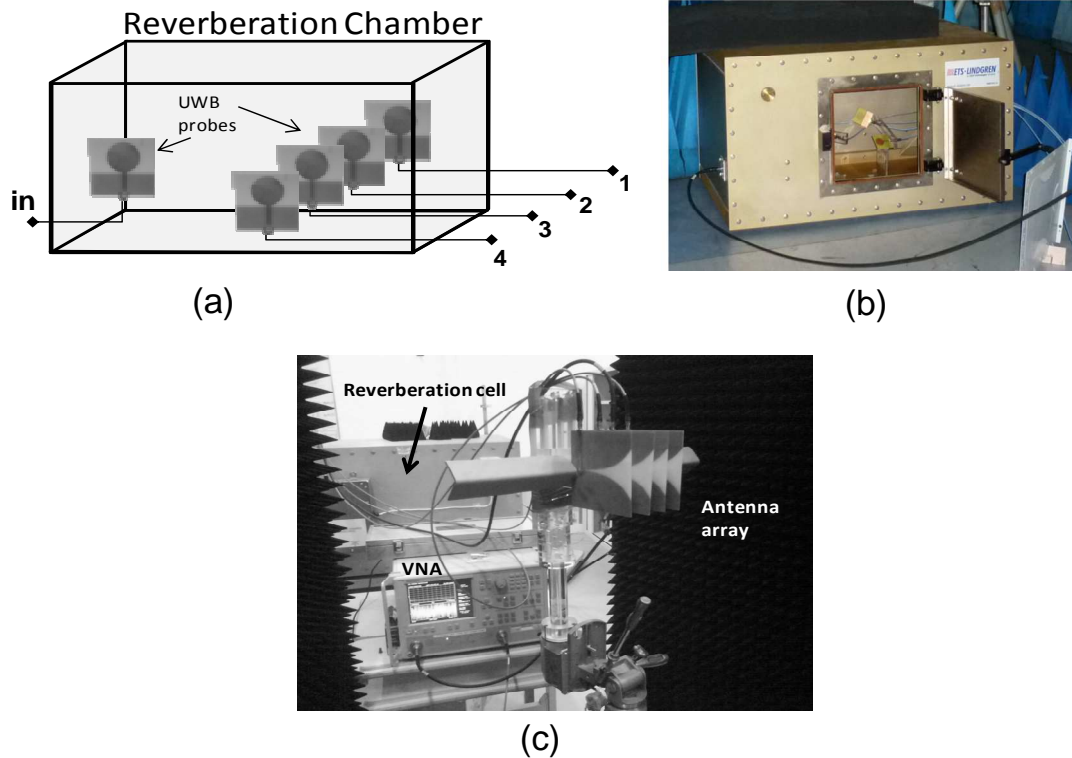 Reverberation Chamber
UWB
probes
in
1
2
3
4
(a)
ETS·LINDGREN
(b)
Reverberation cell
Antenna
array
VNA
(c)